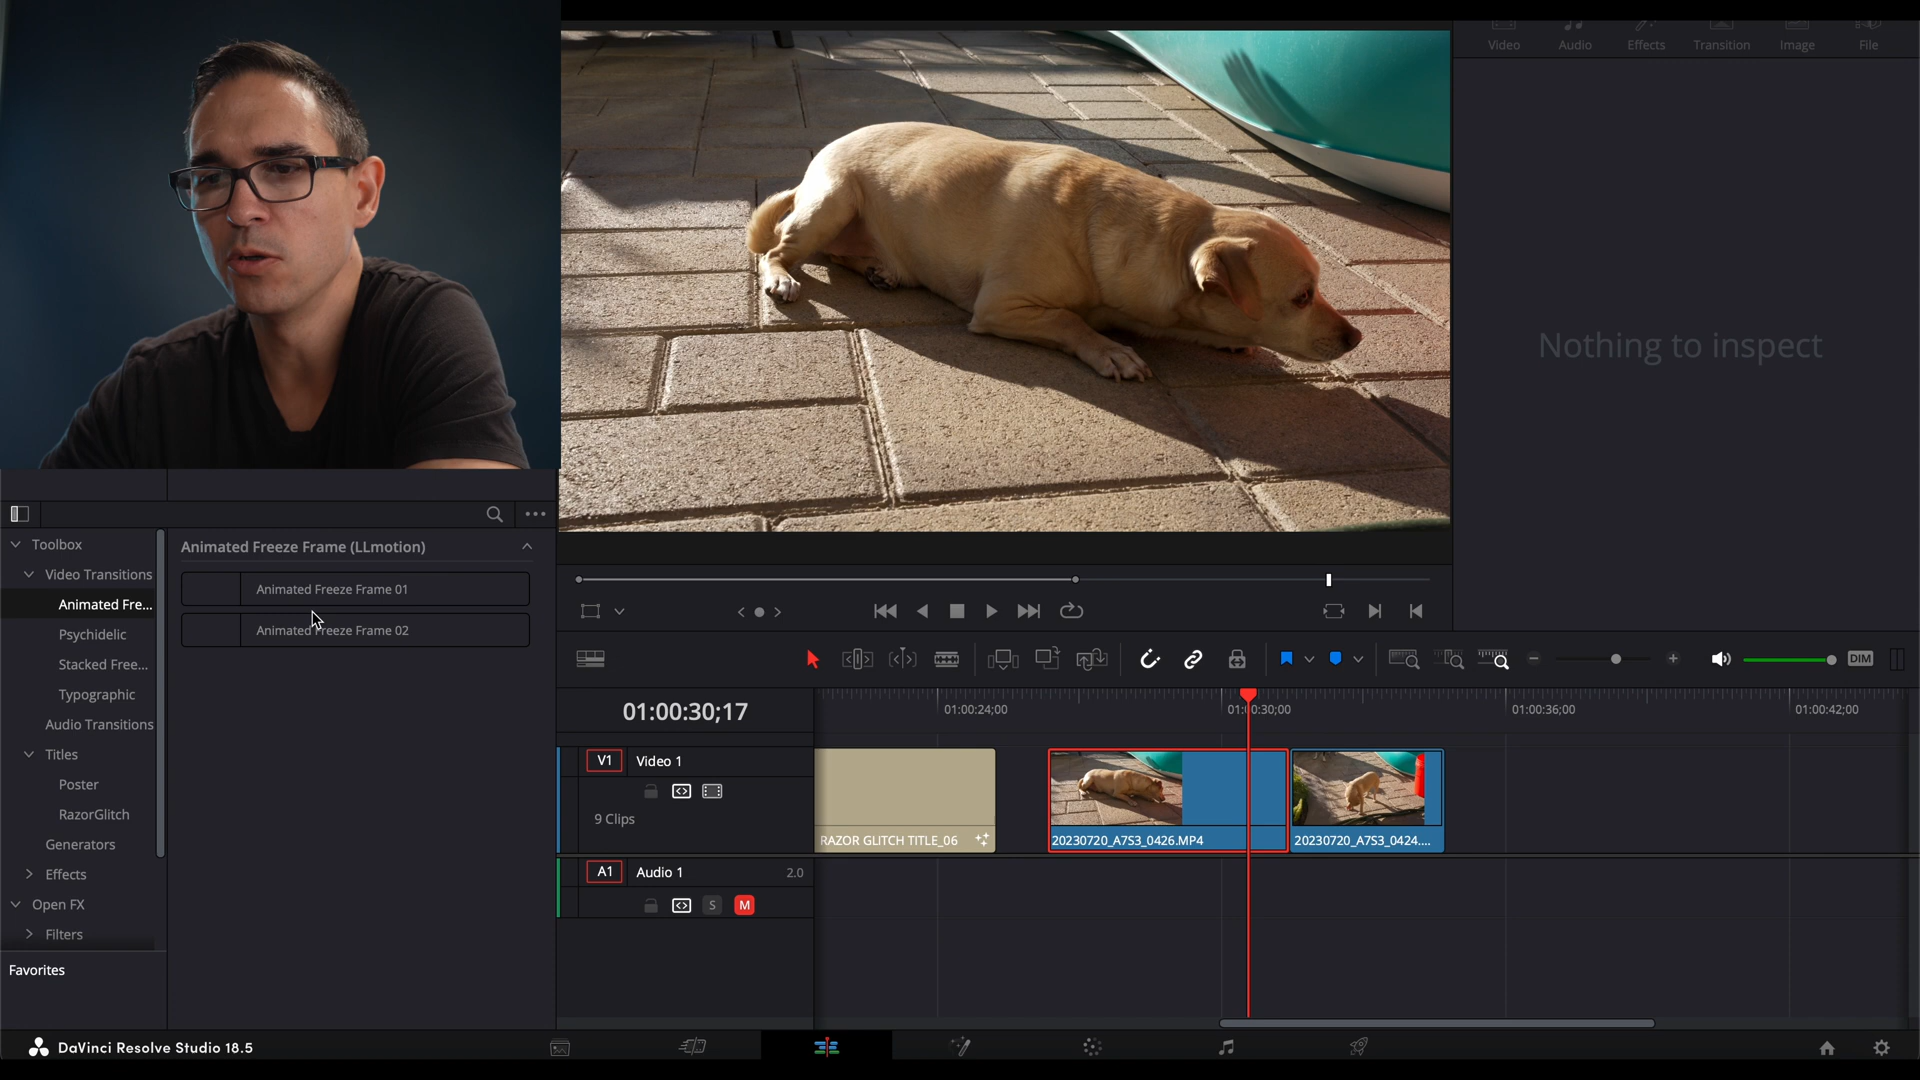 Video
Audio
Effects
Transition
Image
File
Nothing to inspect
Toolbox
Video Transitions
Animated Fre...
Psychidelic
Stacked Free...
Typographic
Audio Transitions
Titles
Poster
RazorGlitch
Generators
Effects
Open FX
Filters
Favorites
Animated Freeze Frame (LLmotion)
Animated Freeze Frame 01
Animated Freeze Frame 02
DIM
01:00:30;17
01:00:24;00
01:00:30;00
01:00:36;00
01:00:42;00
V1
Video 1
9 Clips
RAZOR GLITCH TITLE_06
20230720_A7S3_0426.MP4
20230720_A7S3_0424....
A1
Audio 1
2.0
S
M
DaVinci Resolve Studio 18.5